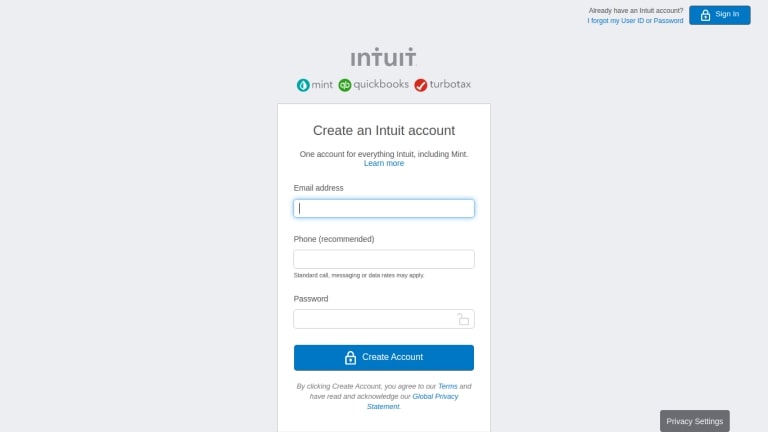 Already have an Intuit account?
I forgot my User ID or Password
Sign In
INTUIT
mint
qb quickbooks
turbotax
Create an Intuit account
One account for everything Intuit, including Mint.
Learn more
Email address
Phone (recommended)
Standard call, messaging or data rates may apply.
Password
Create Account
By clicking Create Account, you agree to our Terms and
have read and acknowledge our Global Privacy
Statement.
Privacy Settings